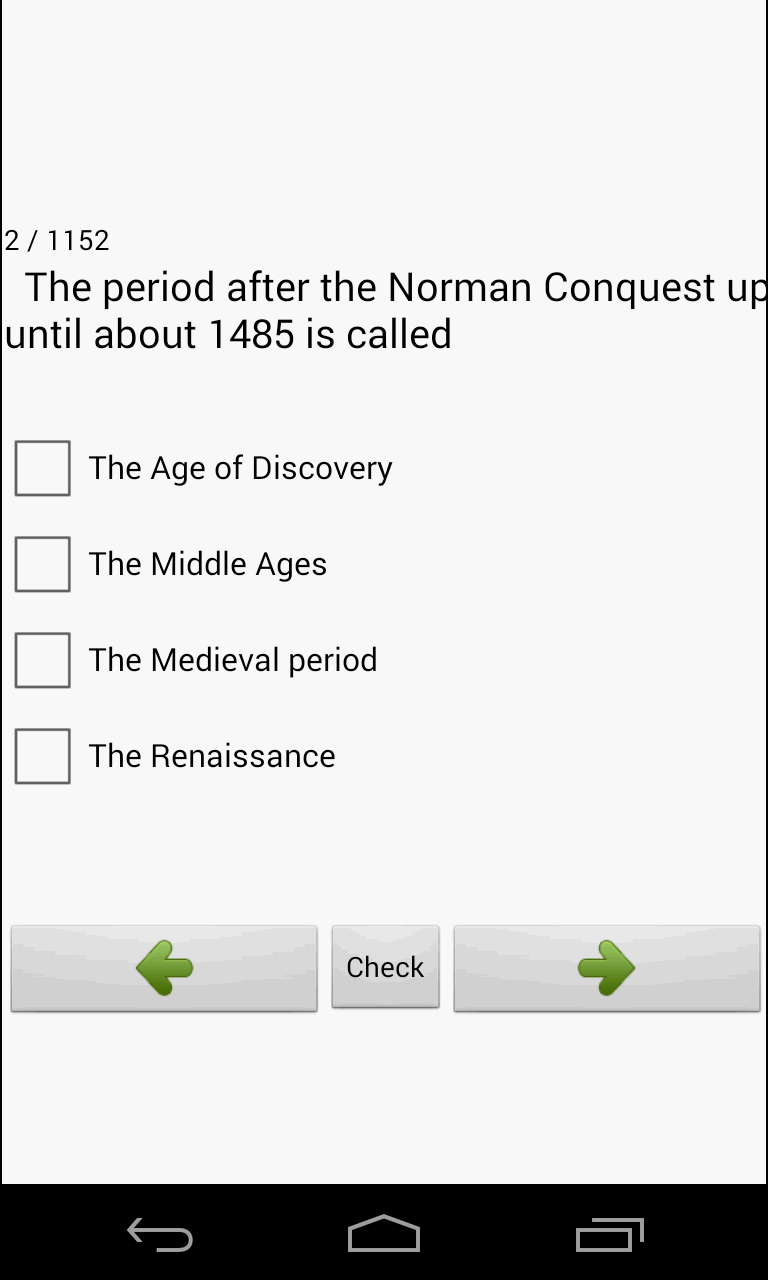 2 / 1152
The period after the Norman Conquest up
until about 1485 is called
The Age of Discovery
The Middle Ages
The Medieval period
The Renaissance
Check